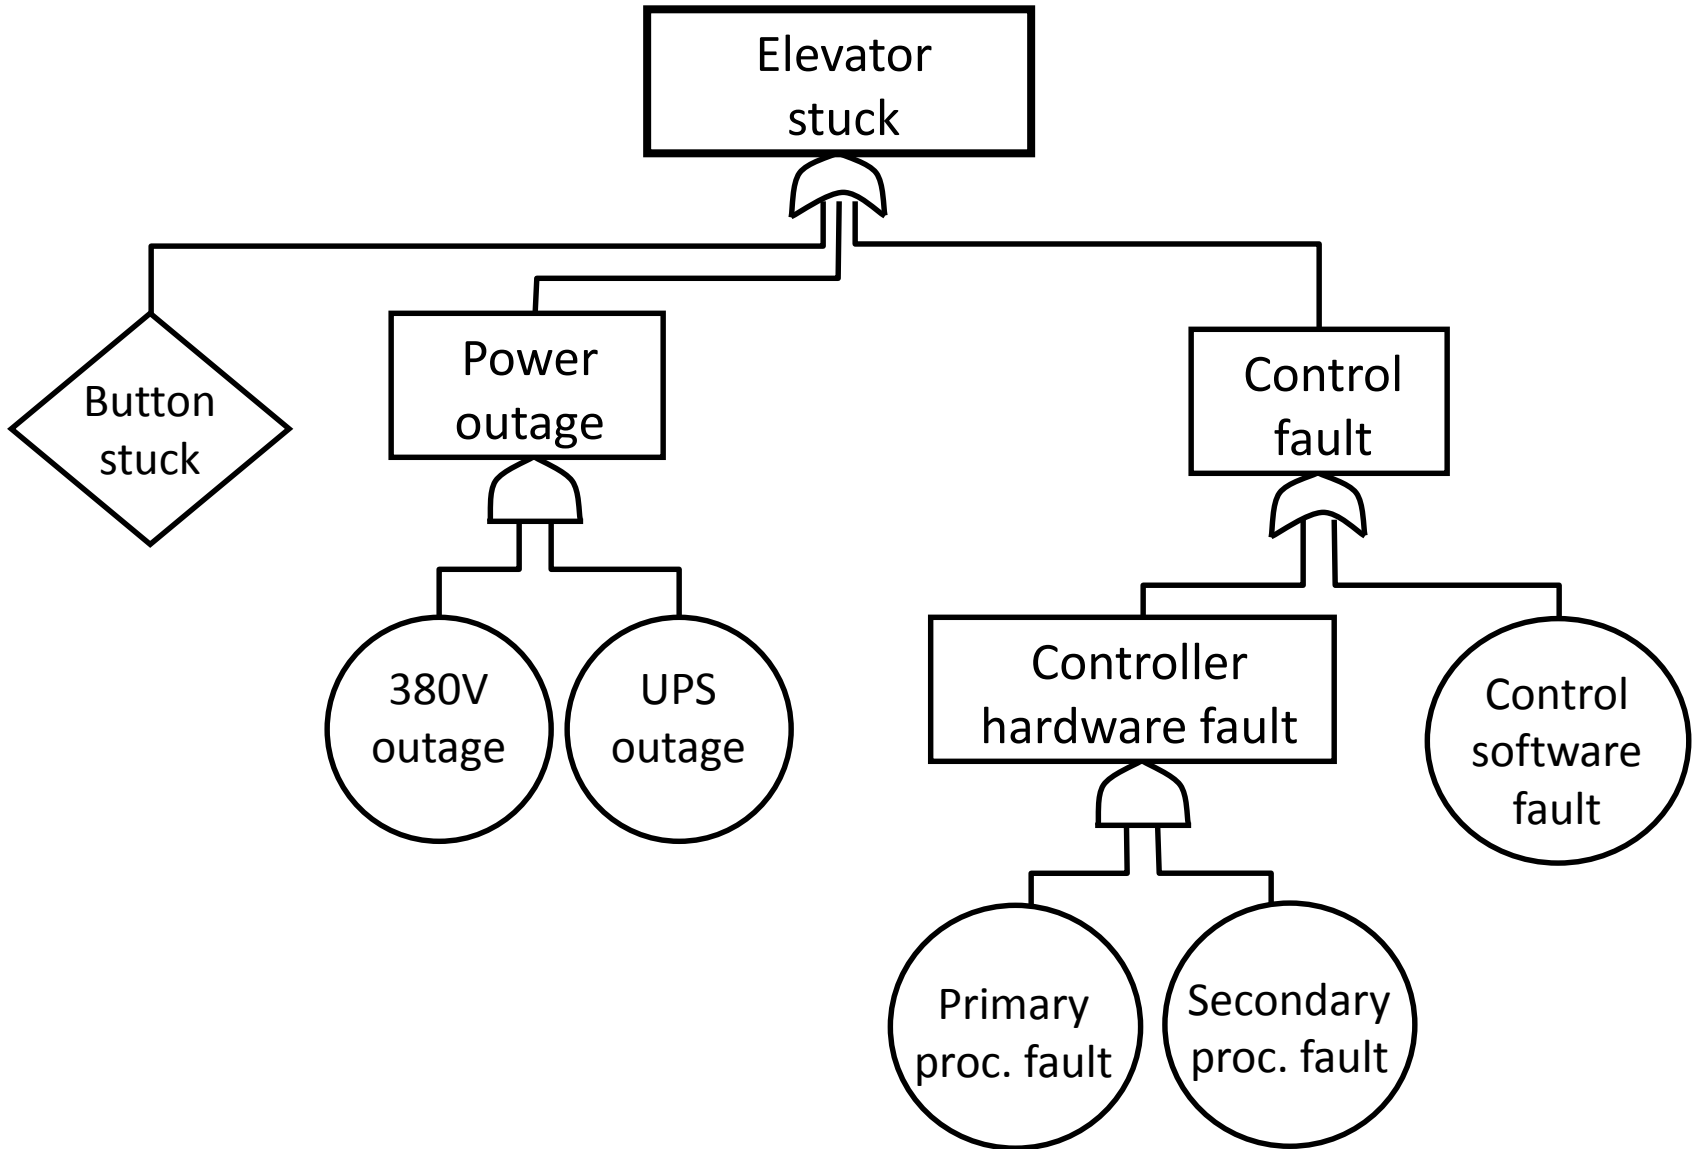 Elevator
stuck
Button
stuck
Power
outage
Control
fault
380V
outage
UPS
outage
Controller
hardware fault
Control
software
fault
Primary
proc. fault
Secondary
proc. fault